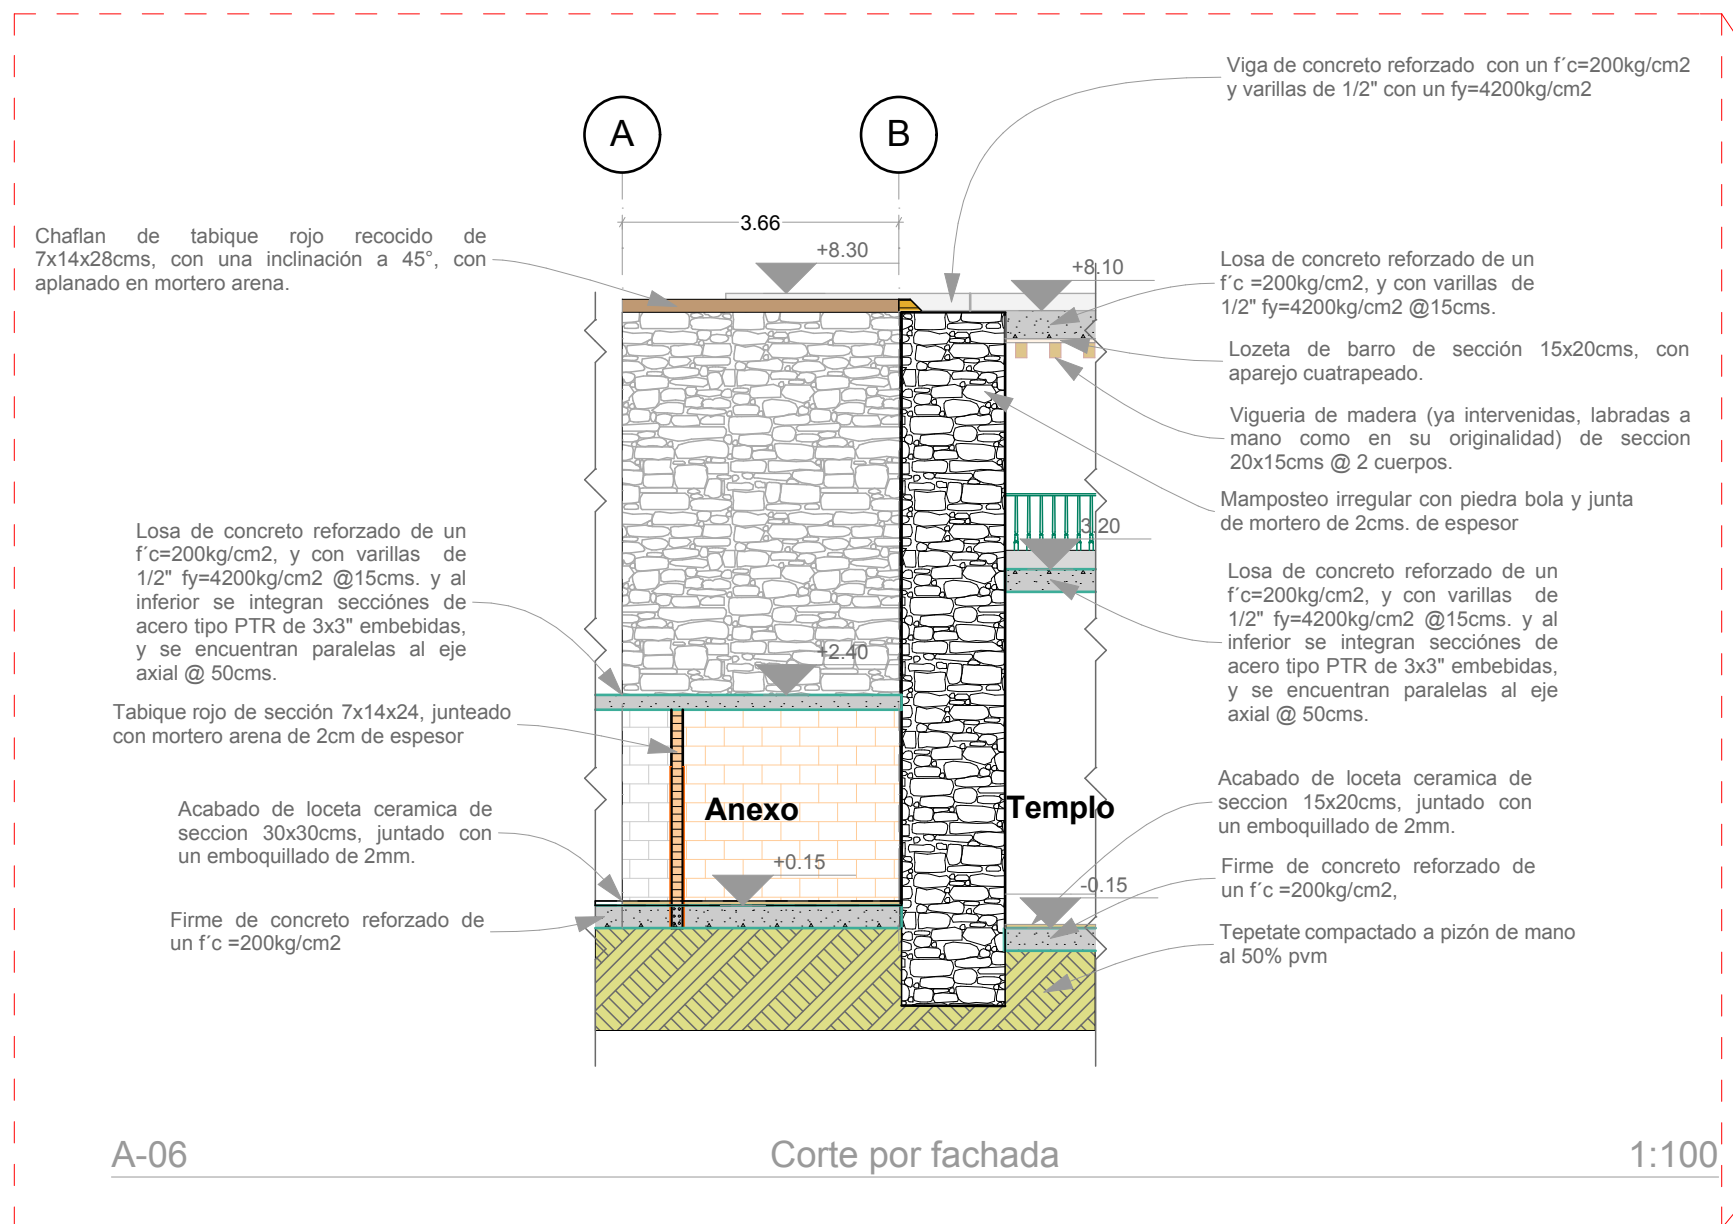 A
B
3.66
+8.30
+8.10
+2.40
3.20
+0.15
-0.15
Anexo
Templo
Chaflan de tabique rojo recocido de
7x14x28cms, con una inclinación a 45°, con
aplanado en mortero arena.
Losa de concreto reforzado de un
f´c=200kg/cm2, y con varillas de
1/2" fy=4200kg/cm2 @15cms. y al
inferior se integran secciónes de
acero tipo PTR de 3x3" embebidas,
y se encuentran paralelas al eje
axial @ 50cms.
Tabique rojo de sección 7x14x24, junteado
con mortero arena de 2cm de espesor
Acabado de loceta ceramica de
seccion 30x30cms, juntado con
un emboquillado de 2mm.
Firme de concreto reforzado de
un f´c =200kg/cm2
Viga de concreto reforzado con un f´c=200kg/cm2
y varillas de 1/2" con un fy=4200kg/cm2
Losa de concreto reforzado de un
f´c =200kg/cm2, y con varillas de
1/2" fy=4200kg/cm2 @15cms.
Lozeta de barro de sección 15x20cms, con
aparejo cuatrapeado.
Vigueria de madera (ya intervenidas, labradas a
mano como en su originalidad) de seccion
20x15cms @ 2 cuerpos.
Mamposteo irregular con piedra bola y junta
de mortero de 2cms. de espesor
Losa de concreto reforzado de un
f´c=200kg/cm2, y con varillas de
1/2" fy=4200kg/cm2 @15cms. y al
inferior se integran secciónes de
acero tipo PTR de 3x3" embebidas,
y se encuentran paralelas al eje
axial @ 50cms.
Acabado de loceta ceramica de
seccion 15x20cms, juntado con
un emboquillado de 2mm.
Firme de concreto reforzado de
un f´c =200kg/cm2,
Tepetate compactado a pizón de mano
al 50% pvm
A-06
Corte por fachada
1:100